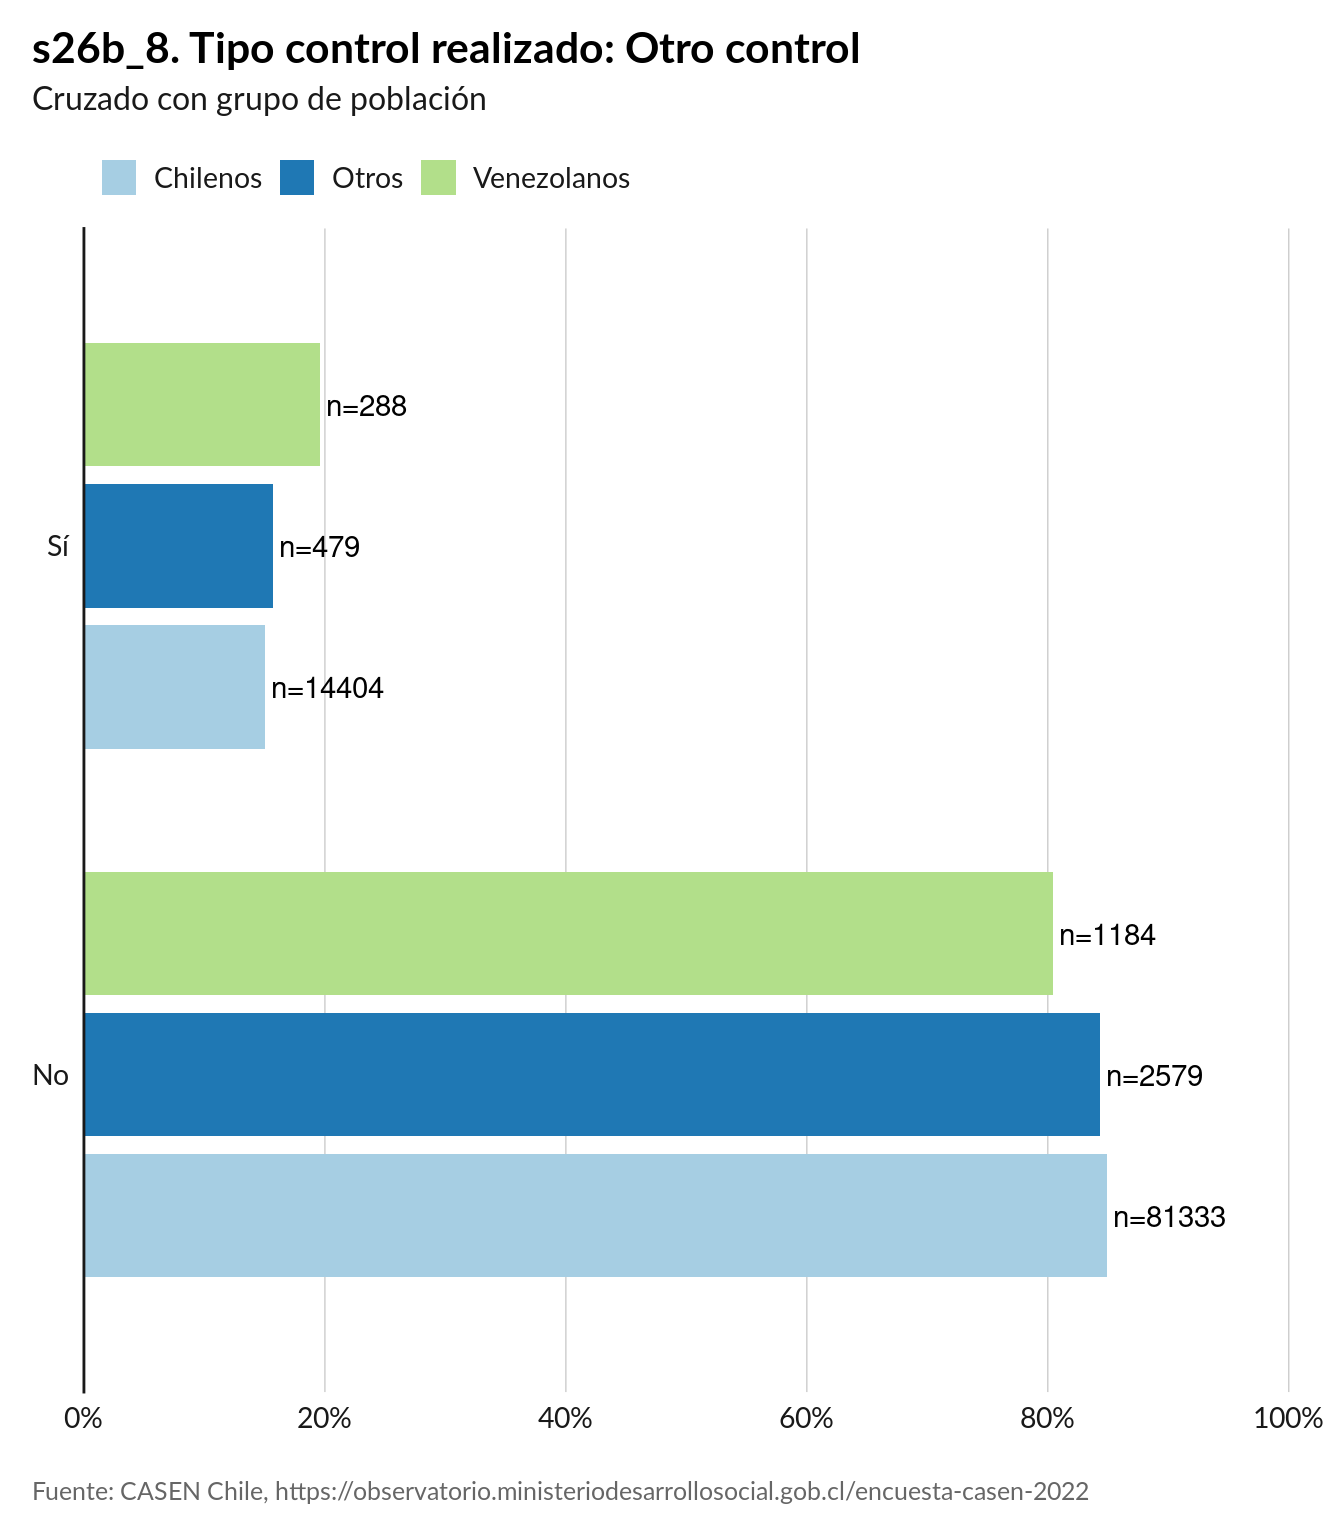 s26b_8. Tipo control realizado: Otro control
Cruzado con grupo de población
Chilenos Otros Venezolanos
n=288
Sí n=479
n=14404
n=1184
No n=2579
n=81333
0% 20% 40% 60% 80% 100%
Fuente: CASEN Chile, https://observatorio.ministeriodesarrollosocial.gob.cl/encuesta-casen-2022